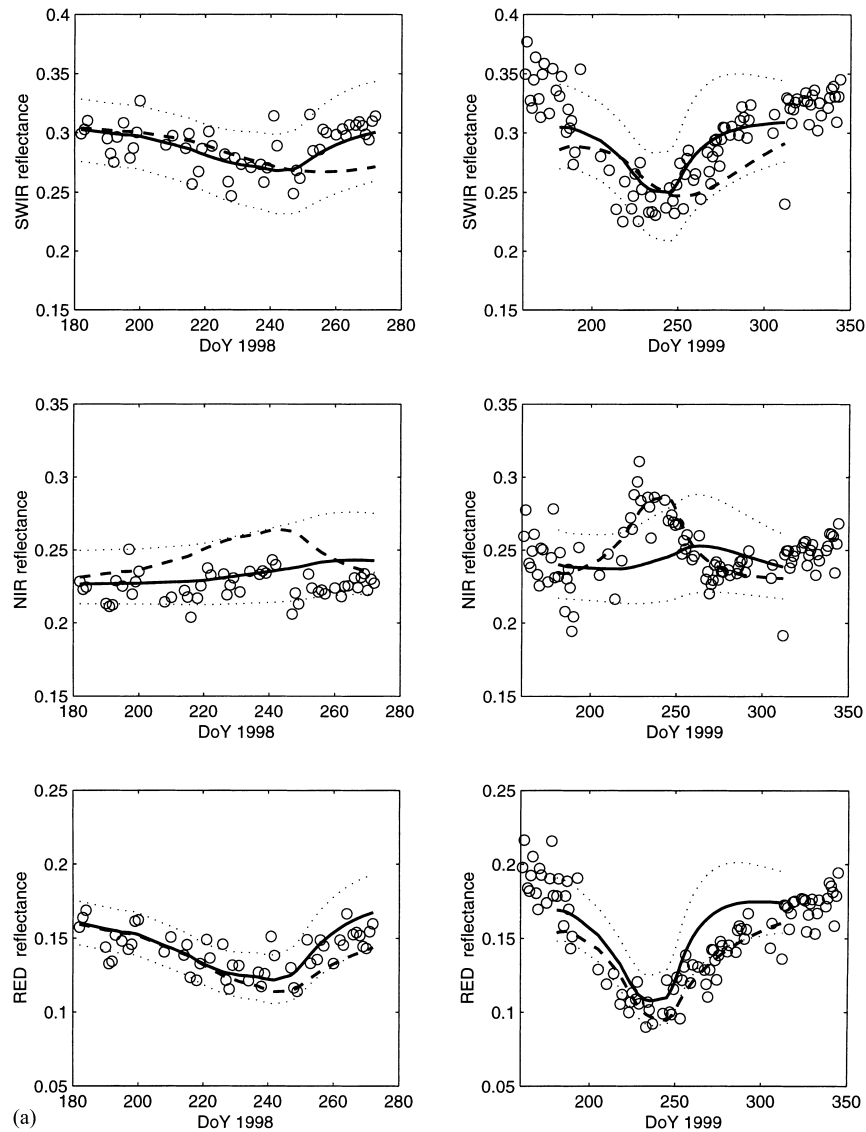 0.4
0.35
0.3
0.25
0.2
0.15
SWIR reflectance
180 200 220 240 260 280
DoY 1998
0.4
0.35
0.3
0.25
0.2
0.15
SWIR reflectance
200 250 300 350
DoY 1999
0.35
0.3
0.25
0.2
0.15
NIR reflectance
180 200 220 240 260 280
DoY 1998
0.35
0.3
0.25
0.2
0.15
NIR reflectance
200 250 300 350
DoY 1999
0.25
0.2
0.15
0.1
0.05
RED reflectance
180 200 220 240 260 280
DoY 1998
0.25
0.2
0.15
0.1
0.05
RED reflectance
200 250 300 350
DoY 1999
(a)